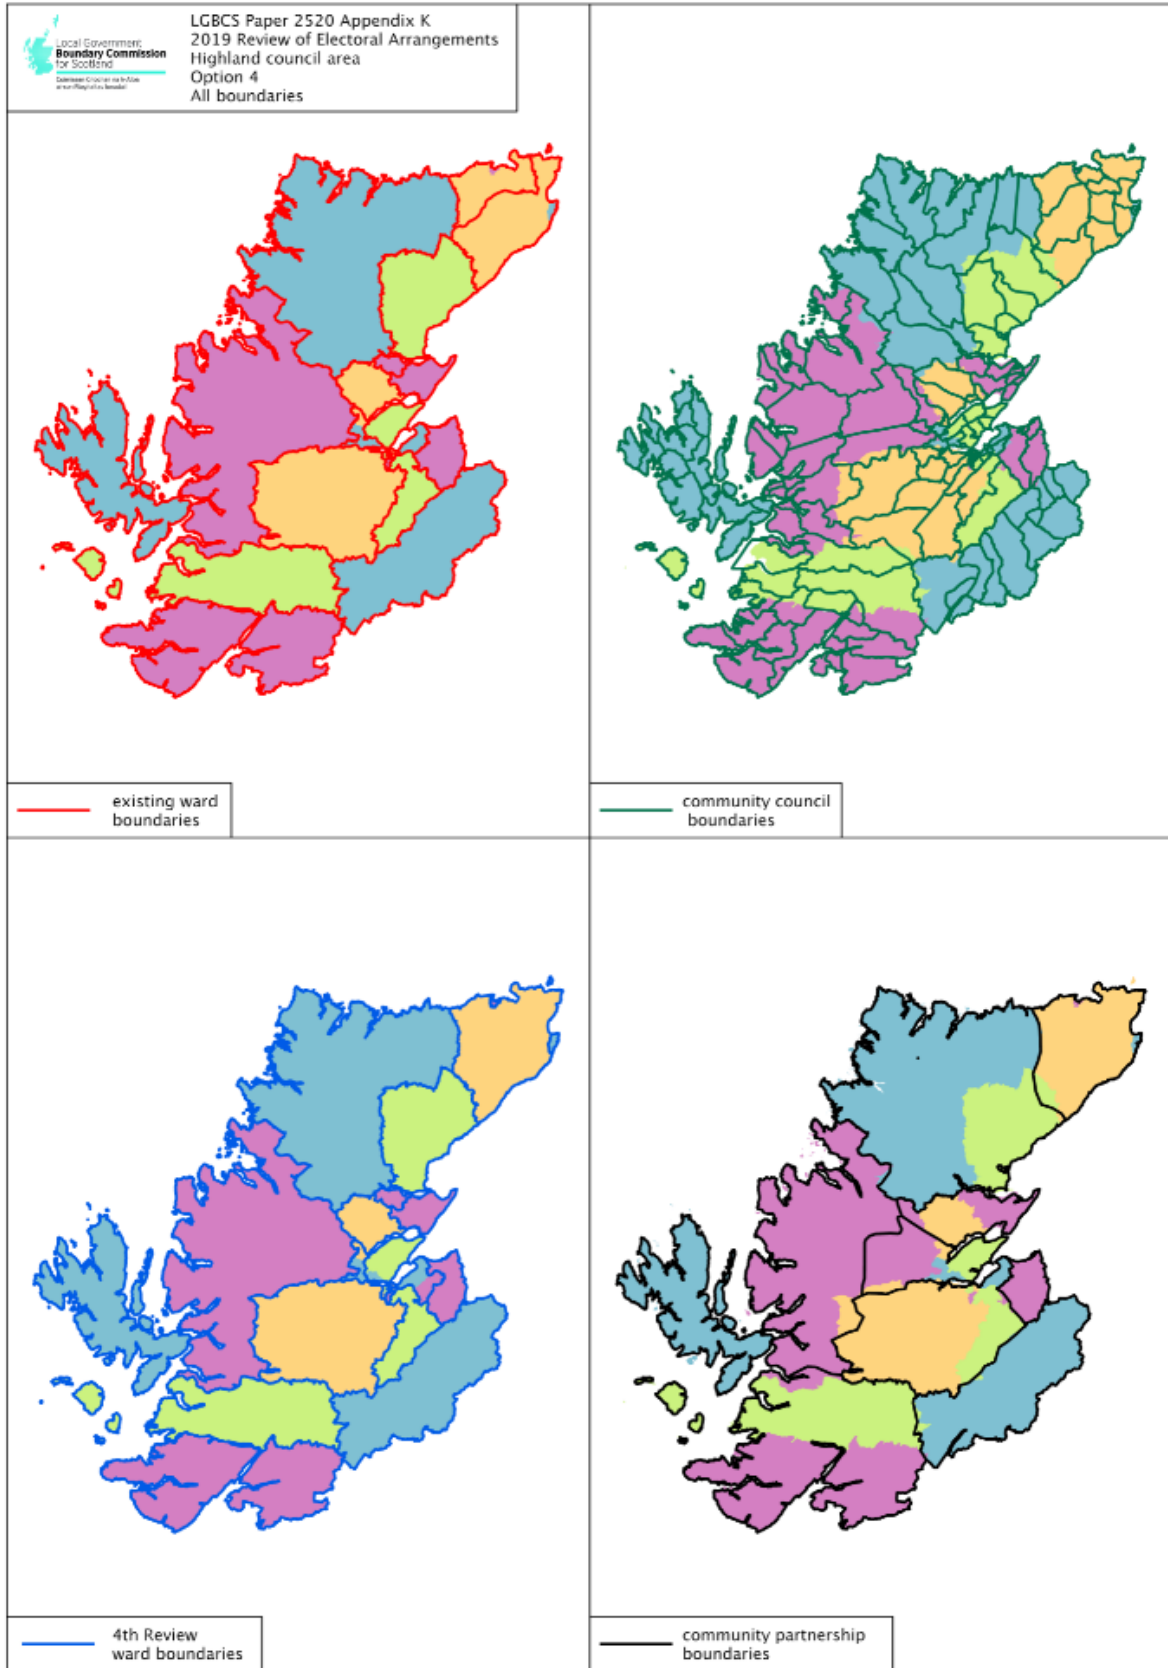 LGBCS Paper 2520 Appendix K
2019 Review of Electoral Arrangements
Highland council area
Option 4
All boundaries
Local Government
Boundary Commission
for Scotland
existing ward
boundaries
community council
boundaries
4th Review
ward boundaries
community partnership
boundaries